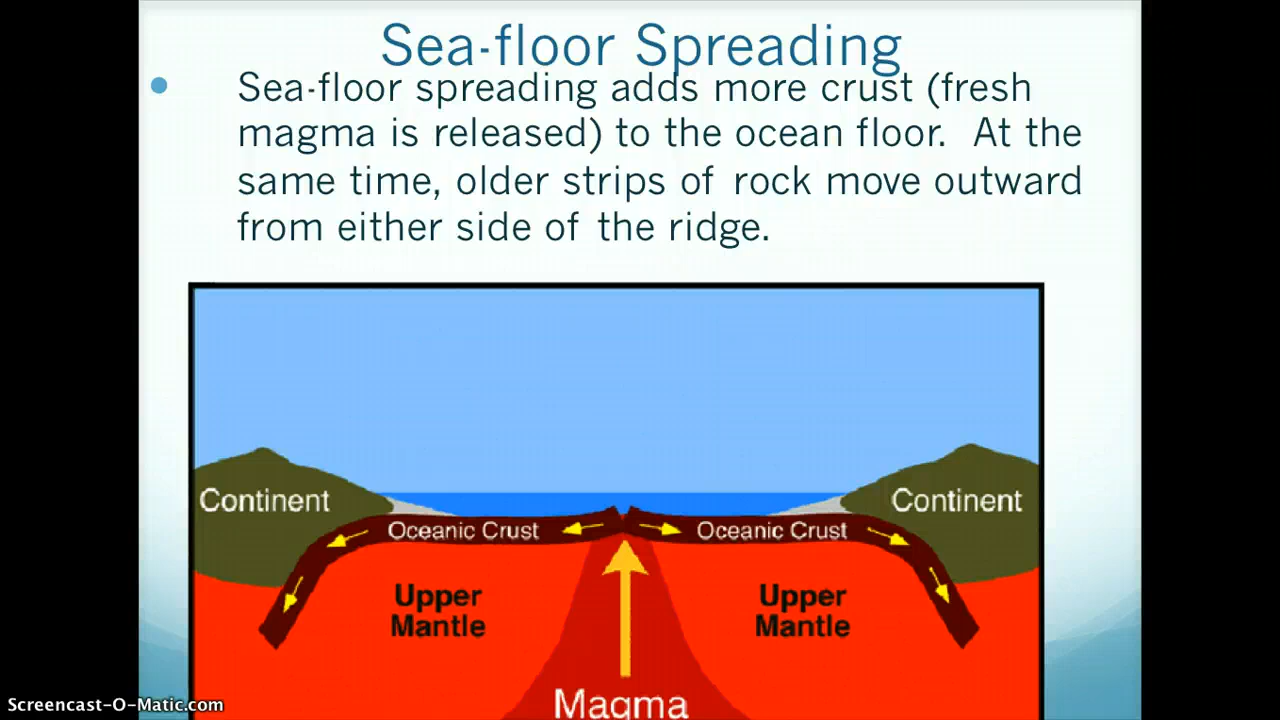 Sea-floor Spreading
Sea-floor spreading adds more crust (fresh
magma is released) to the ocean floor. At the
same time, older strips of rock move outward
from either side of the ridge.
Continent
Continent
Oceanic Crust
Oceanic Crust
Upper
Mantle
Upper
Mantle
Magma
Screencast-O-Matic.com